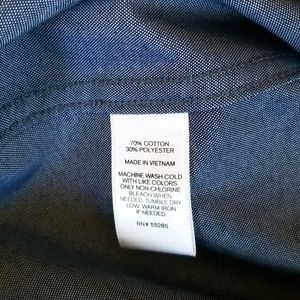 70% COTTON
30% POLYESTER
MADE IN VIETNAM
MACHINE WASH COLD
WITH LIKE COLORS.
ONLY NON-CHLORINE
BLEACH WHEN
NEEDED. TUMBLE DRY
LOW. WARM IRON
IF NEEDED.
RN# 55285